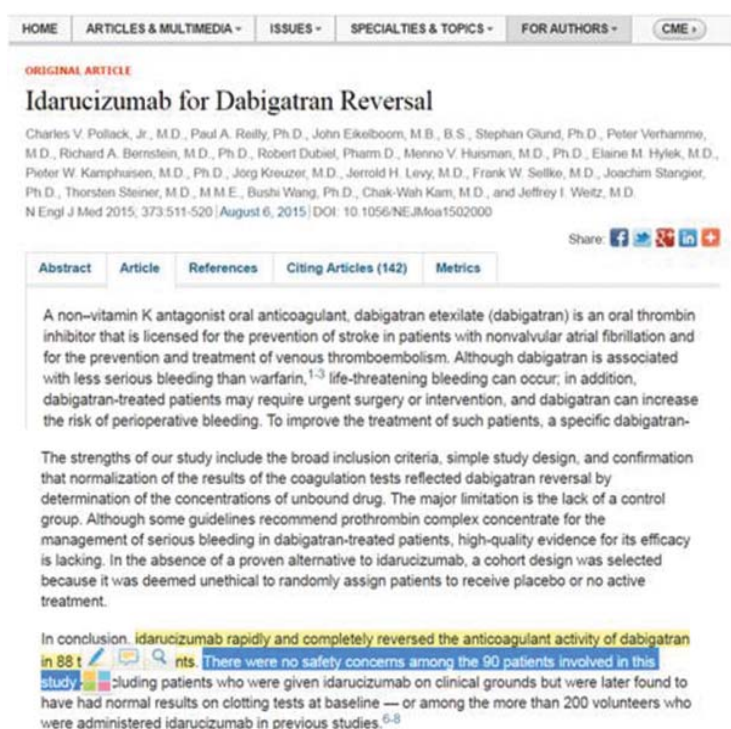 HOME ARTICLES & MULTIMEDIA ISSUES SPECIALTIES & TOPICS FOR AUTHORS CME
ORIGINAL ARTICLE
Idarucizumab for Dabigatran Reversal
Charles V. Pollack, Jr., M.D., Paul A. Reilly, Ph.D., John Eikelboom, M.B., B.S., Stephan Glund, Ph.D., Peter Verhamme,
M.D., Richard A. Bernstein, M.D., Ph.D., Robert Dubiel, Pharm.D., Menno V. Huisman, M.D., Ph.D., Elaine M. Hylek, M.D.,
Pieter W. Kamphuisen, M.D., Ph.D., Jörg Kreuzer, M.D., Jerrold H. Levy, M.D., Frank W. Sellke, M.D., Joachim Stangier,
Ph.D., Thorsten Steiner, M.D., M.M.E., Bushi Wang, Ph.D., Chak-Wah Kam, M.D., and Jeffrey I. Weitz, M.D.
N Engl J Med 2015; 373:511-520 | August 6, 2015 | DOI: 10.1056/NEJMoa1502000
Share:
Abstract Article References Citing Articles (142) Metrics
A non–vitamin K antagonist oral anticoagulant, dabigatran etexilate (dabigatran) is an oral thrombin
inhibitor that is licensed for the prevention of stroke in patients with nonvalvular atrial fibrillation and
for the prevention and treatment of venous thromboembolism. Although dabigatran is associated
with less serious bleeding than warfarin,1-3 life-threatening bleeding can occur; in addition,
dabigatran-treated patients may require urgent surgery or intervention, and dabigatran can increase
the risk of perioperative bleeding. To improve the treatment of such patients, a specific dabigatran-
The strengths of our study include the broad inclusion criteria, simple study design, and confirmation
that normalization of the results of the coagulation tests reflected dabigatran reversal by
determination of the concentrations of unbound drug. The major limitation is the lack of a control
group. Although some guidelines recommend prothrombin complex concentrate for the
management of serious bleeding in dabigatran-treated patients, high-quality evidence for its efficacy
is lacking. In the absence of a proven alternative to idarucizumab, a cohort design was selected
because it was deemed unethical to randomly assign patients to receive placebo or no active
treatment.
In conclusion, idarucizumab rapidly and completely reversed the anticoagulant activity of dabigatran
in 88 t nts. There were no safety concerns among the 90 patients involved in this
study cluding patients who were given idarucizumab on clinical grounds but were later found to
have had normal results on clotting tests at baseline — or among the more than 200 volunteers who
were administered idarucizumab in previous studies.6-8